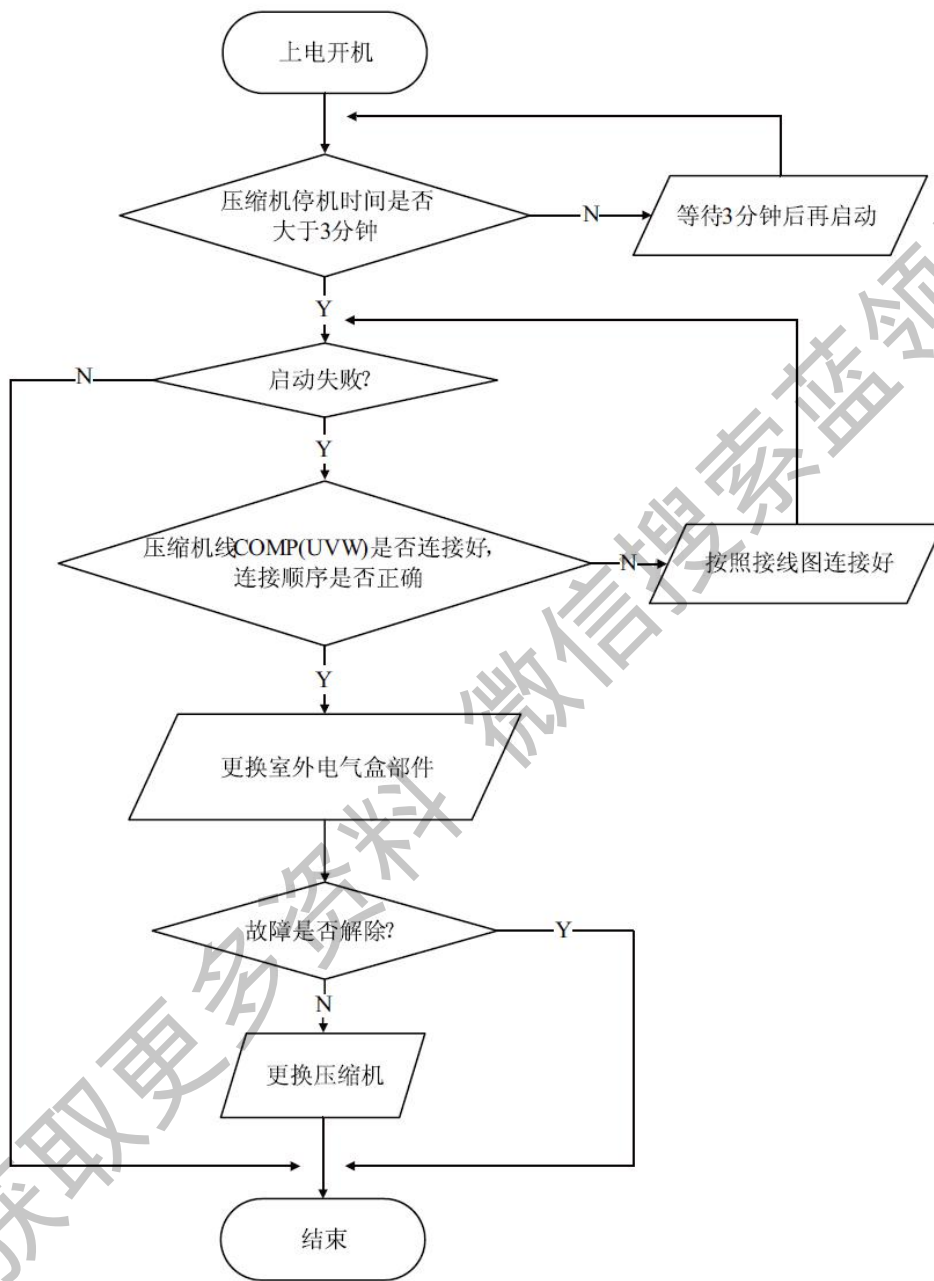 上电开机
压缩机停机时间是否
大于3分钟
N
等待3分钟后再启动
Y
启动失败?
N
Y
压缩机线COMP(UVW)是否连接好,
连接顺序是否正确
N
按照接线图连接好
Y
更换室外电气盒部件
故障是否解除?
Y
N
更换压缩机
结束
获取更多资料 微信搜索蓝领